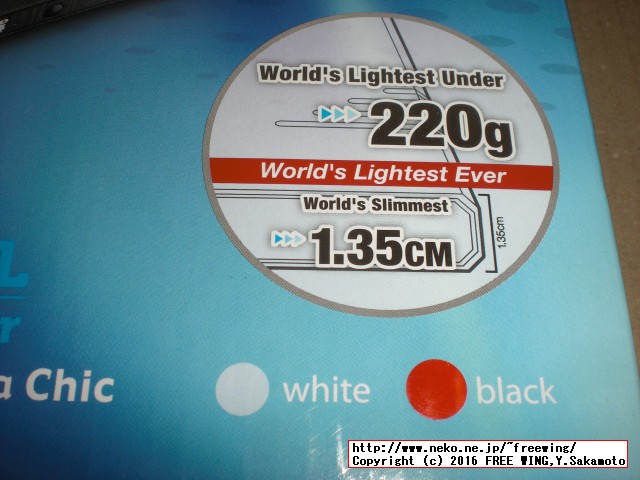 World's Lightest Under
220g
World's Lightest Ever
World's Slimmest
1.35CM
1.35cm
a Chic
white
black
http://www.neko.ne.jp/~freewing/
Copyright (c) 2016 FREE WING,Y.Sakamoto